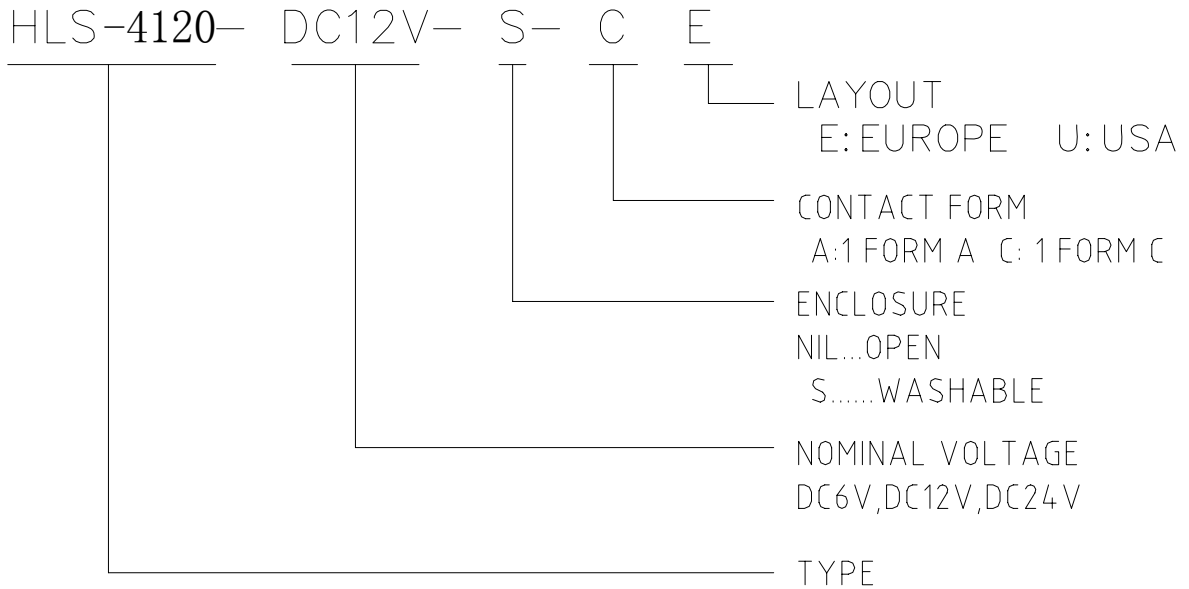 HLS-4120- DC12V- S- C E
LAYOUT
E: EUROPE U: USA
CONTACT FORM
A:1 FORM A C: 1 FORM C
ENCLOSURE
NIL...OPEN
S......WASHABLE
NOMINAL VOLTAGE
DC6V,DC12V,DC24V
TYPE